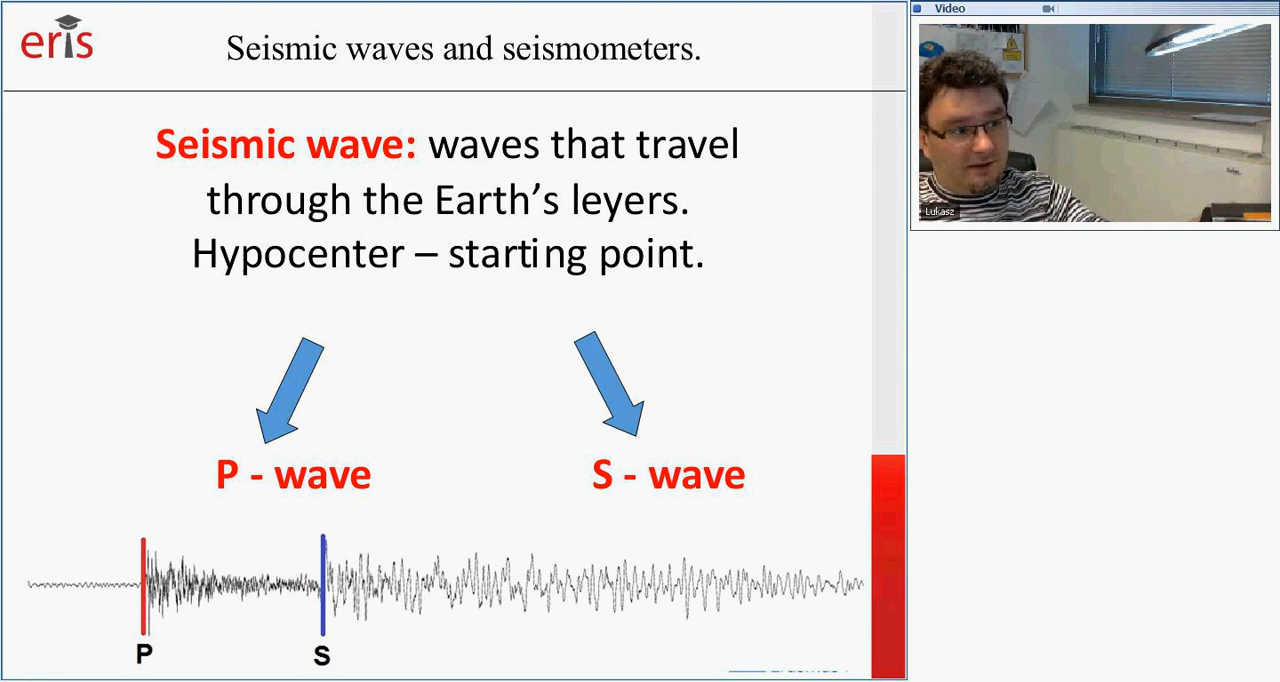 eris
Seismic waves and seismometers.
Seismic wave: waves that travel
through the Earth’s leyers.
Hypocenter – starting point.
P - wave
S - wave
P
S
Video
Lukasz